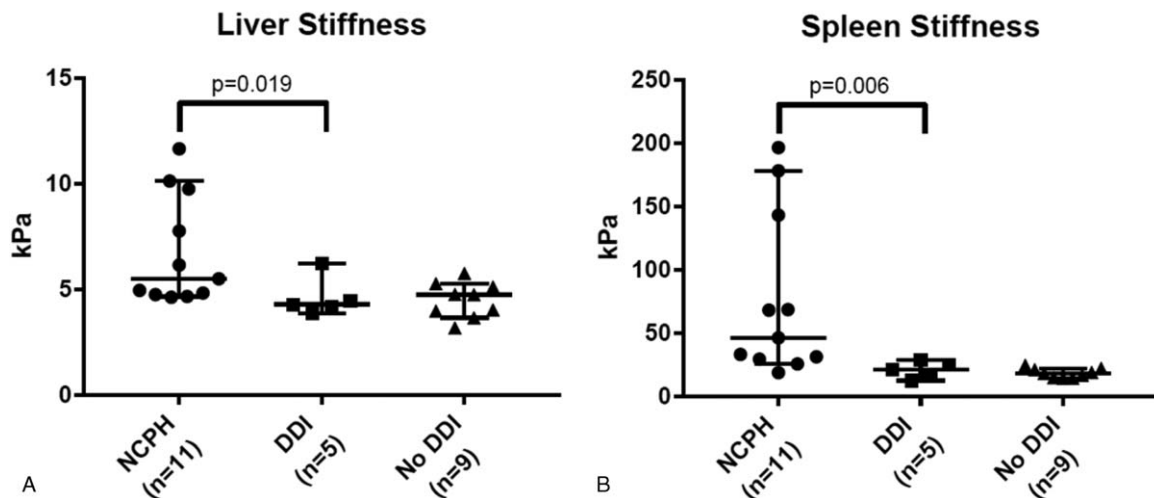 Liver Stiffness
p=0.019
15
10
5
0
kPa
NCPH
(n=11)
DDI
(n=5)
No DDI
(n=9)
A
Spleen Stiffness
p=0.006
250
200
150
100
50
0
kPa
NCPH
(n=11)
DDI
(n=5)
No DDI
(n=9)
B